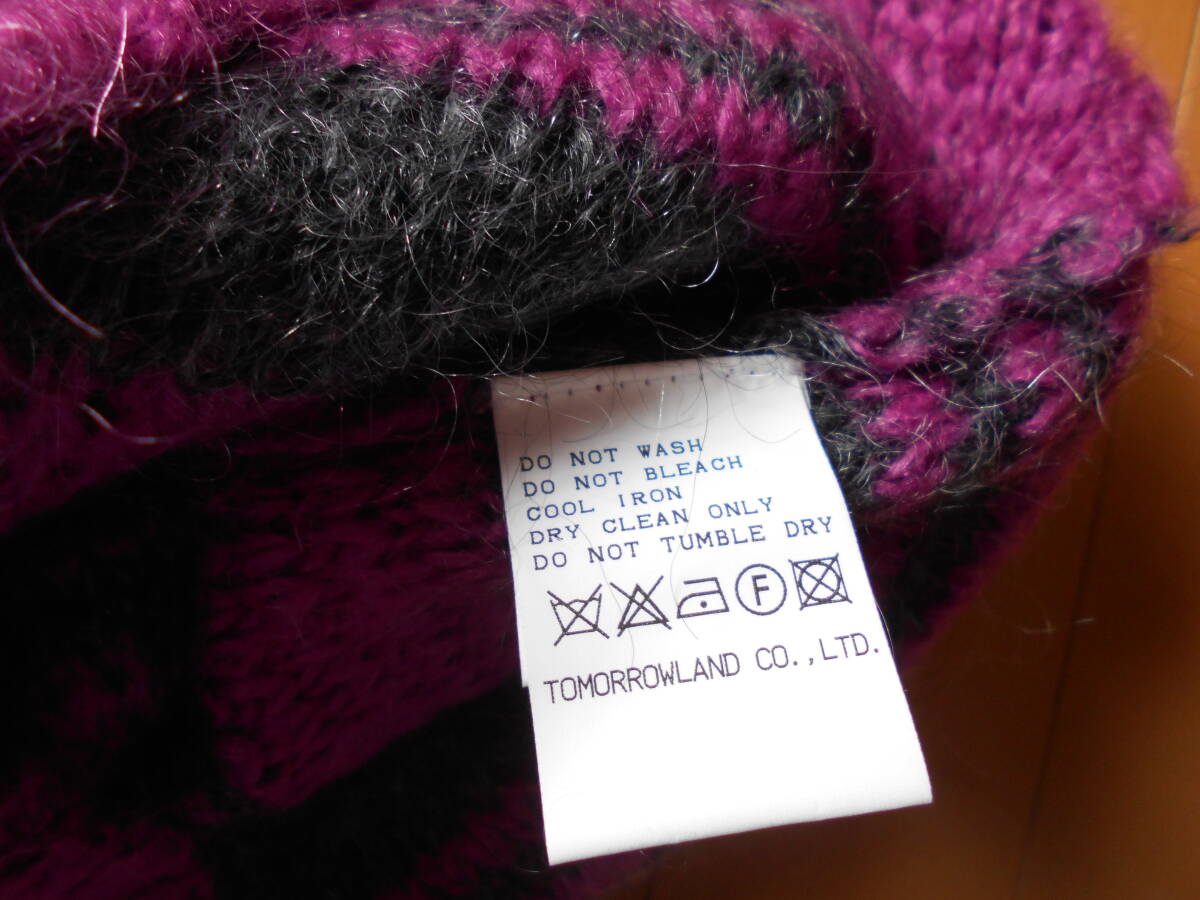 DO NOT WASH
DO NOT BLEACH
COOL IRON
DRY CLEAN ONLY
DO NOT TUMBLE DRY
F
TOMORROWLAND CO.,LTD.